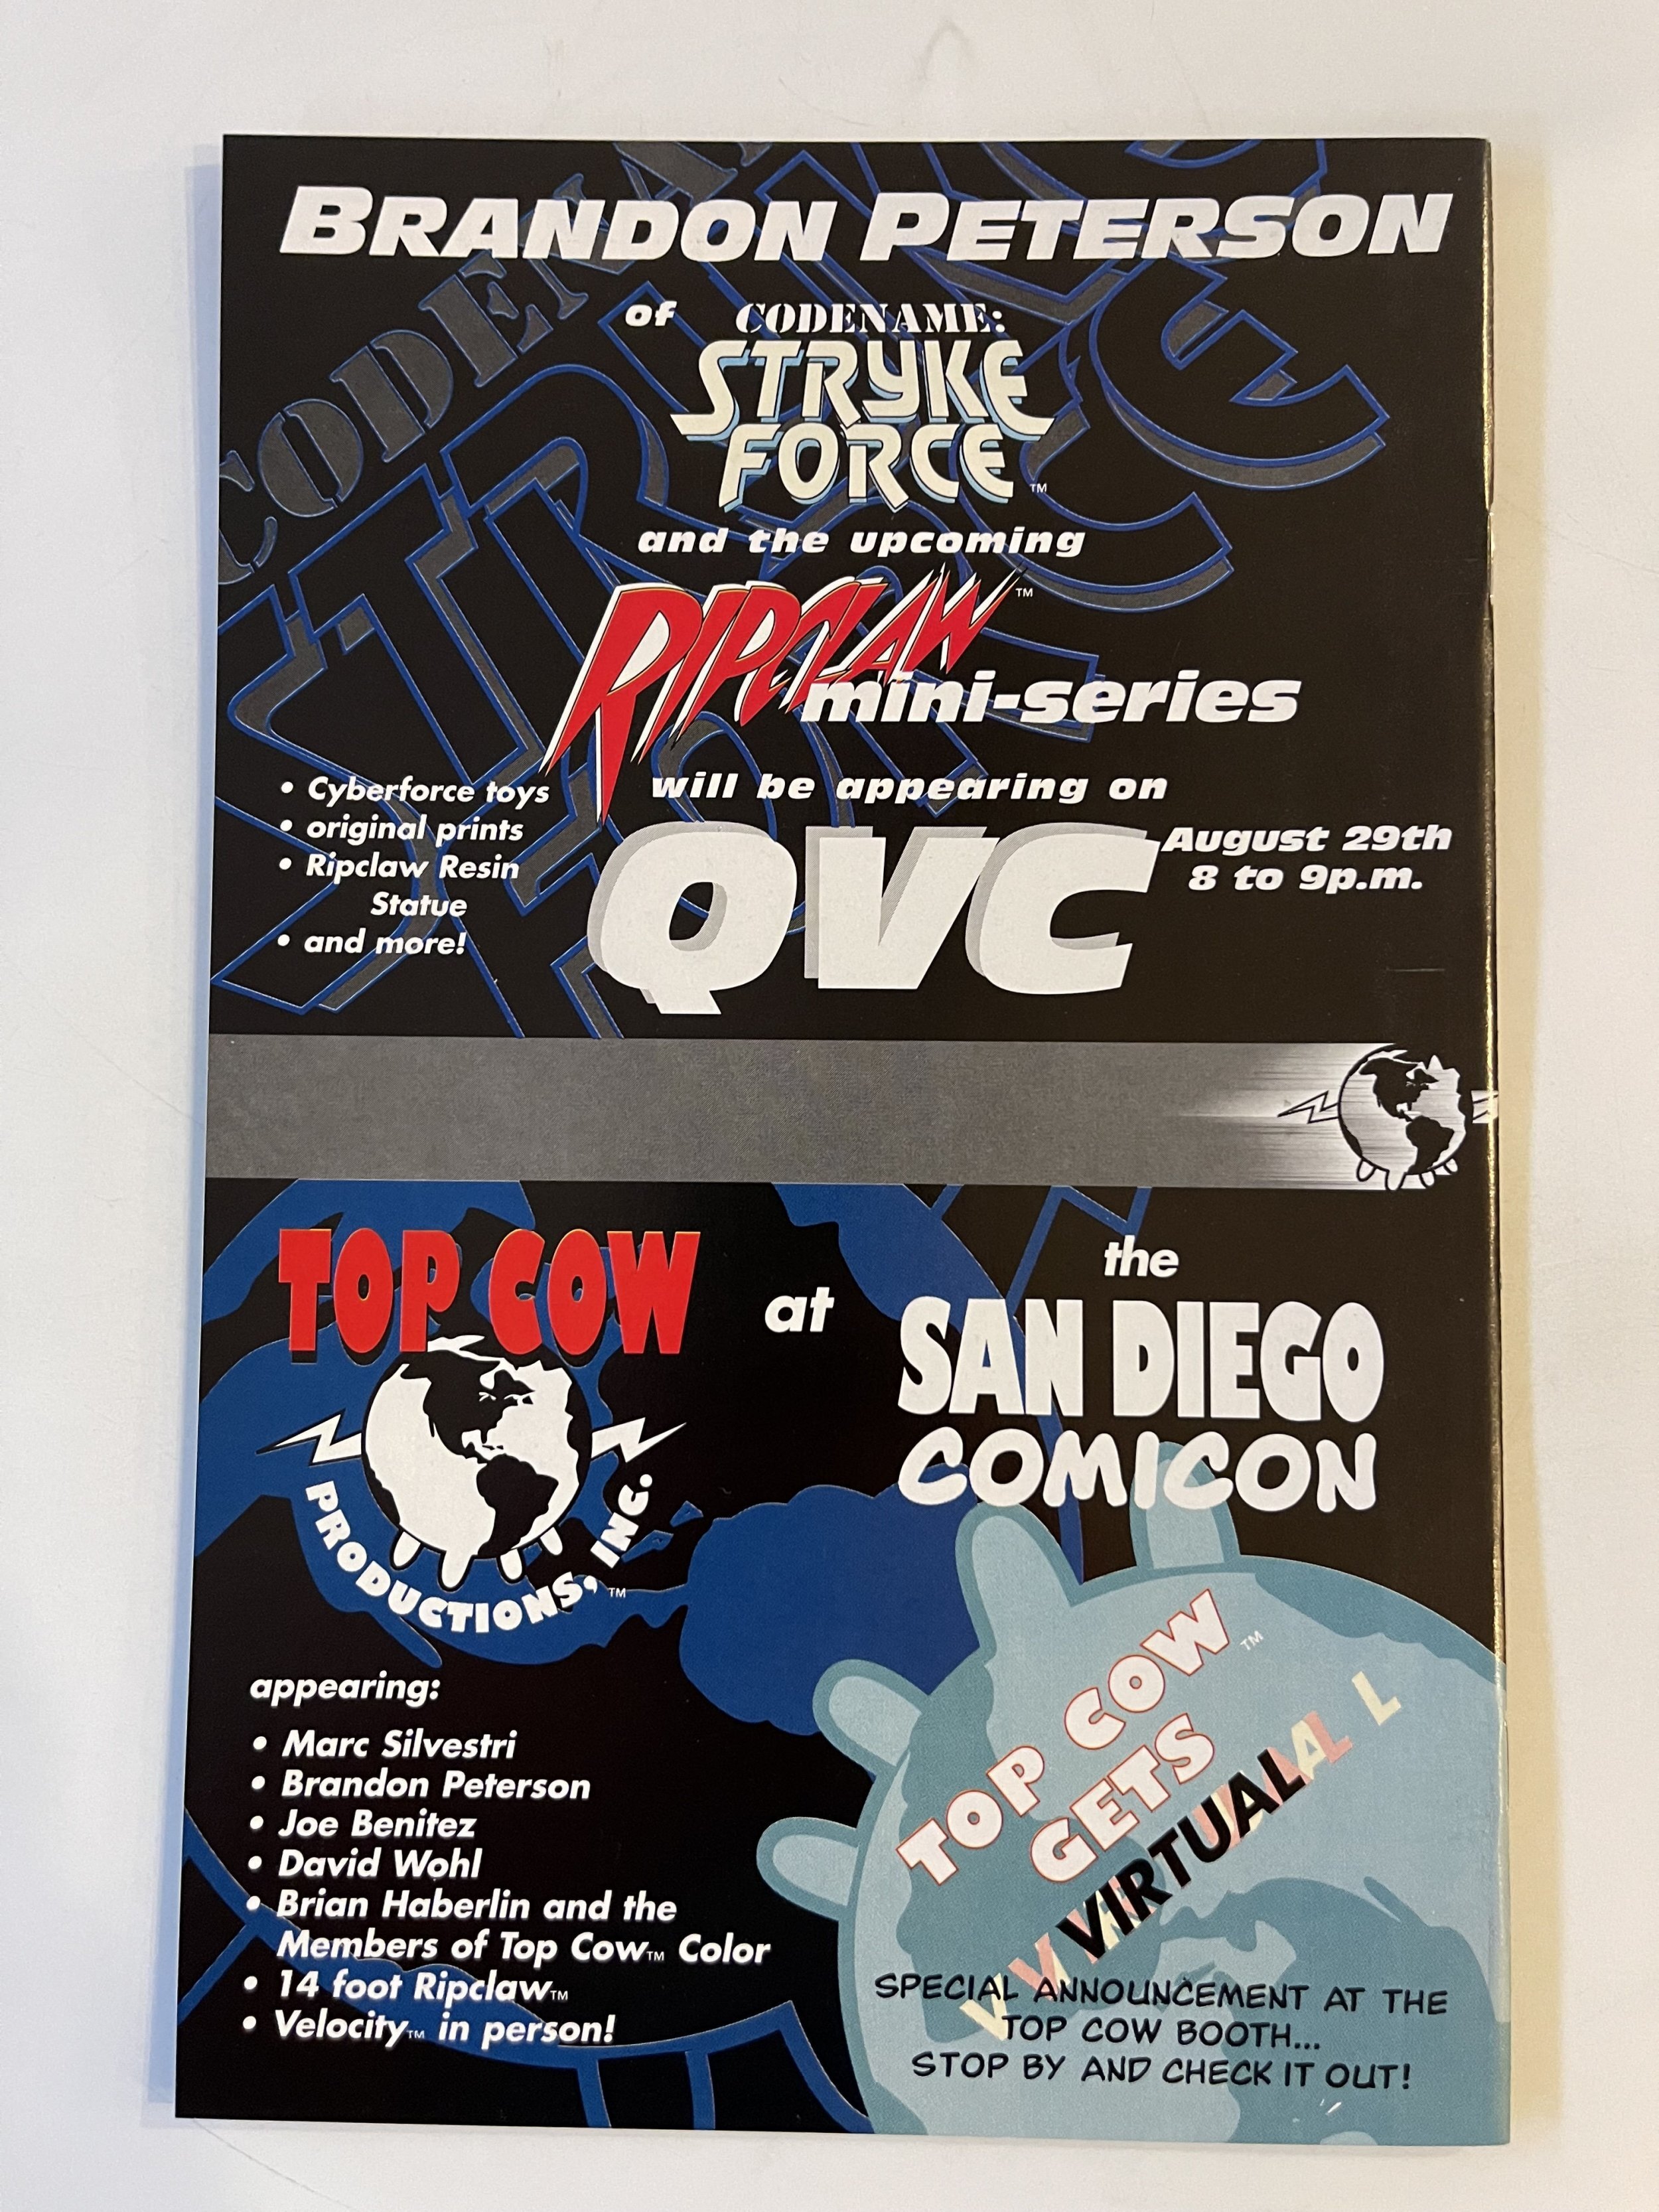 BRANDON PETERSON
of CODENAME:
STRYKE
FORCE™
and the upcoming
RIPCLAW™
mini-series
will be appearing on
QVC
August 29th
8 to 9p.m.
• Cyberforce toys
• original prints
• Ripclaw Resin
Statue
• and more!
TOP COW
PRODUCTIONS, INC.™
at
the
SAN DIEGO
COMICON
appearing:
• Marc Silvestri
• Brandon Peterson
• Joe Benitez
• David Wohl
• Brian Haberlin and the
Members of Top Cow™ Color
• 14 foot Ripclaw™
• Velocity™ in person!
TOP COW™
GETS
VIRTUAL
SPECIAL ANNOUNCEMENT AT THE
TOP COW BOOTH...
STOP BY AND CHECK IT OUT!